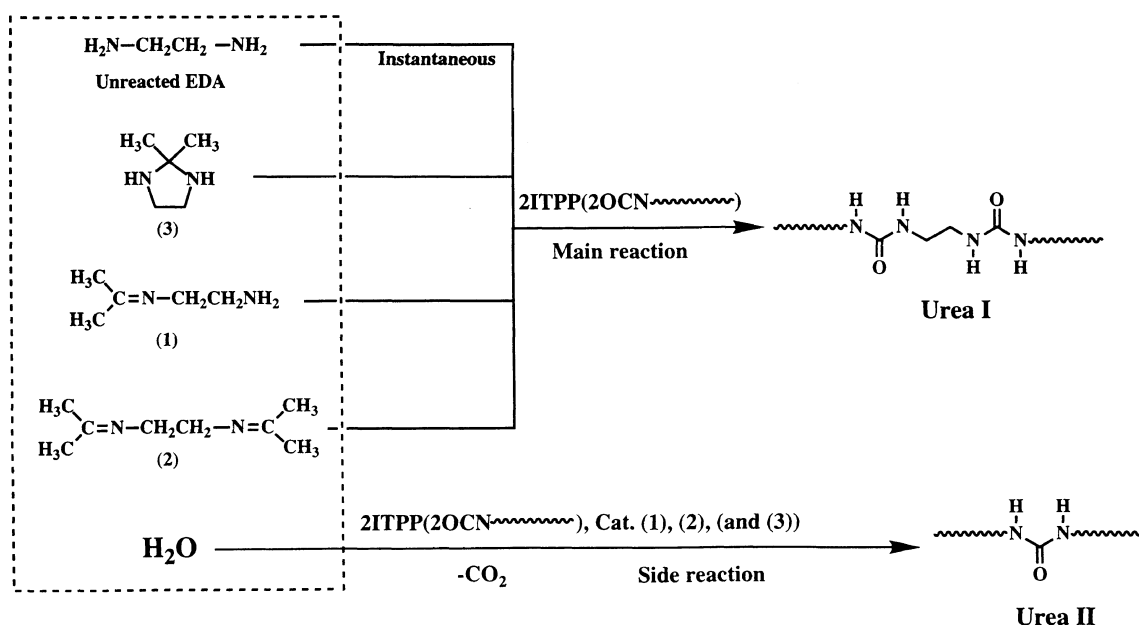 H₂N–CH₂CH₂ –NH₂
Unreacted EDA
Instantaneous
H₃C CH₃
HN NH
(3)
2ITPP(2OCN )
Main reaction
H H O
N N N N
O H H
Urea I
H₃C
C=N–CH₂CH₂NH₂
H₃C
(1)
H₃C CH₃
C=N–CH₂CH₂–N=C
H₃C CH₃
(2)
2ITPP(2OCN ), Cat. (1), (2), (and (3))
H₂O
-CO₂ Side reaction
H H
N N
O
Urea II